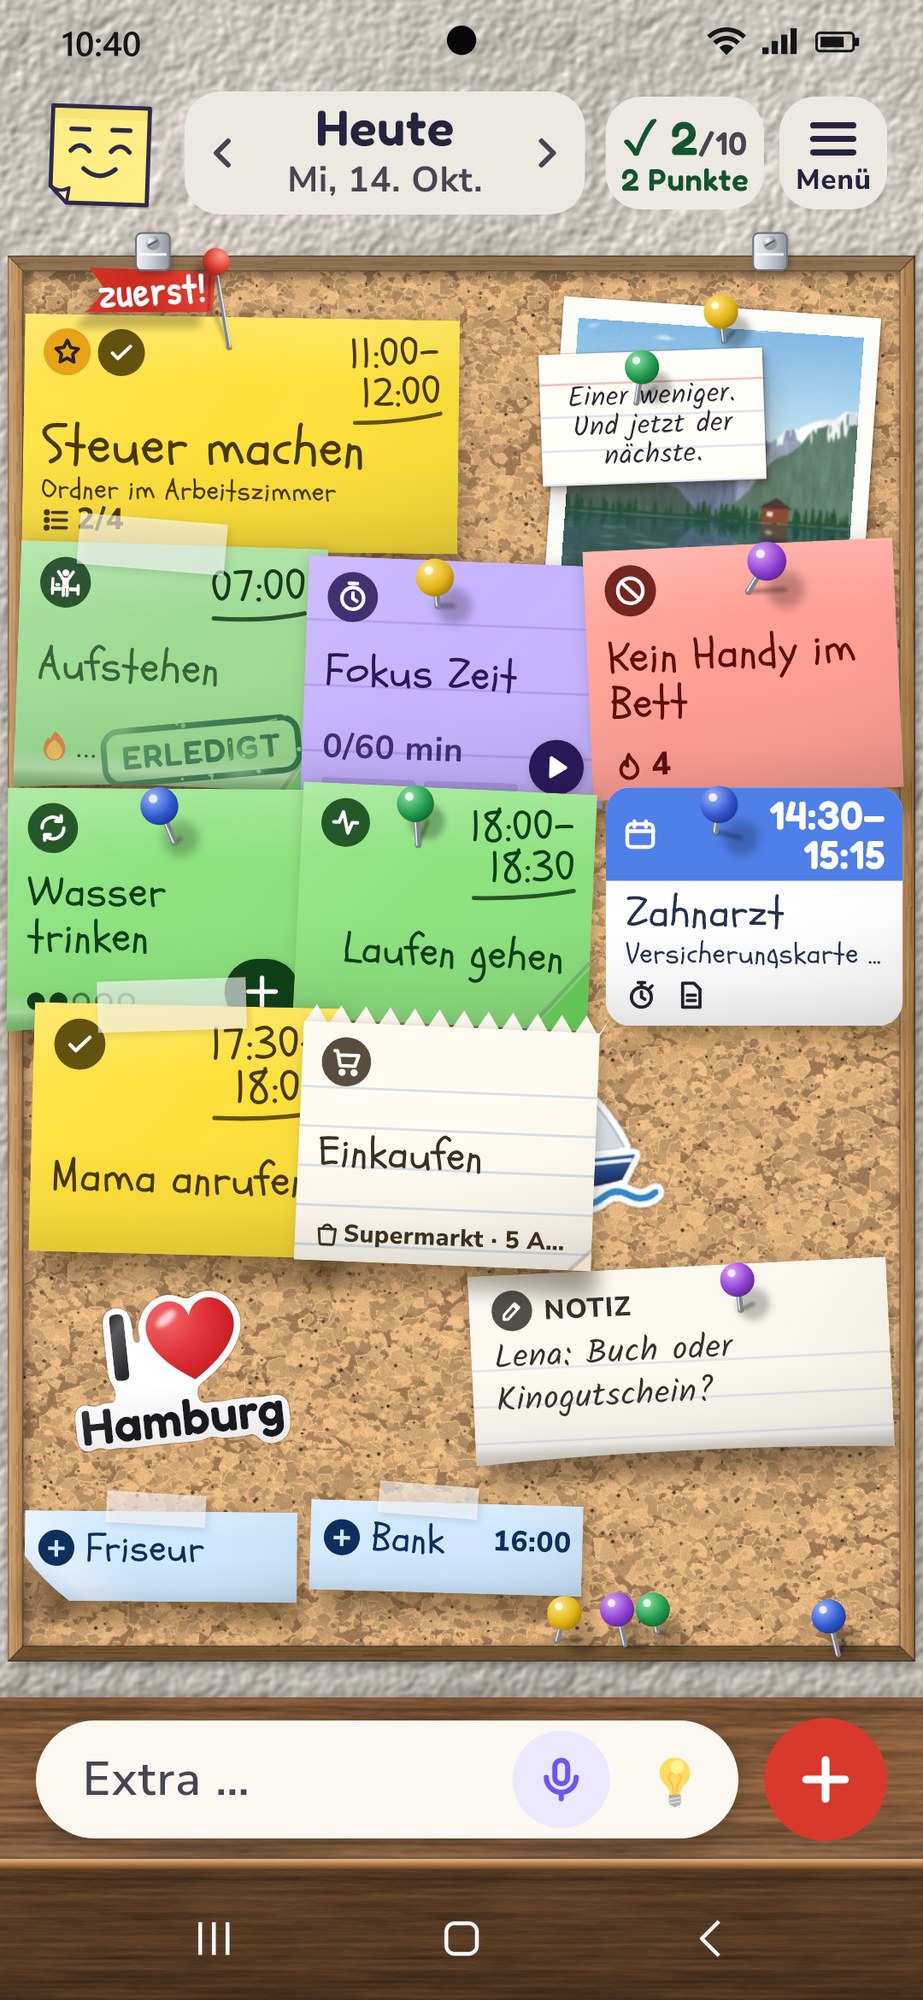 10:40
Heute
Mi, 14. Okt.
2/10
2 Punkte
Menü
zuerst!
11:00–
12:00
Steuer machen
Ordner im Arbeitszimmer
2/4
Einer weniger.
Und jetzt der
nächste.
07:00
Aufstehen
...
ERLEDIGT
Fokus Zeit
0/60 min
Kein Handy im
Bett
4
Wasser
trinken
18:00–
18:30
Laufen gehen
14:30–
15:15
Zahnarzt
Versicherungskarte ...
17:30-
18:0
Mama anrufen
Einkaufen
Supermarkt · 5 A...
NOTIZ
Lena: Buch oder
Kinogutschein?
I
Hamburg
Friseur
Bank
16:00
Extra ...